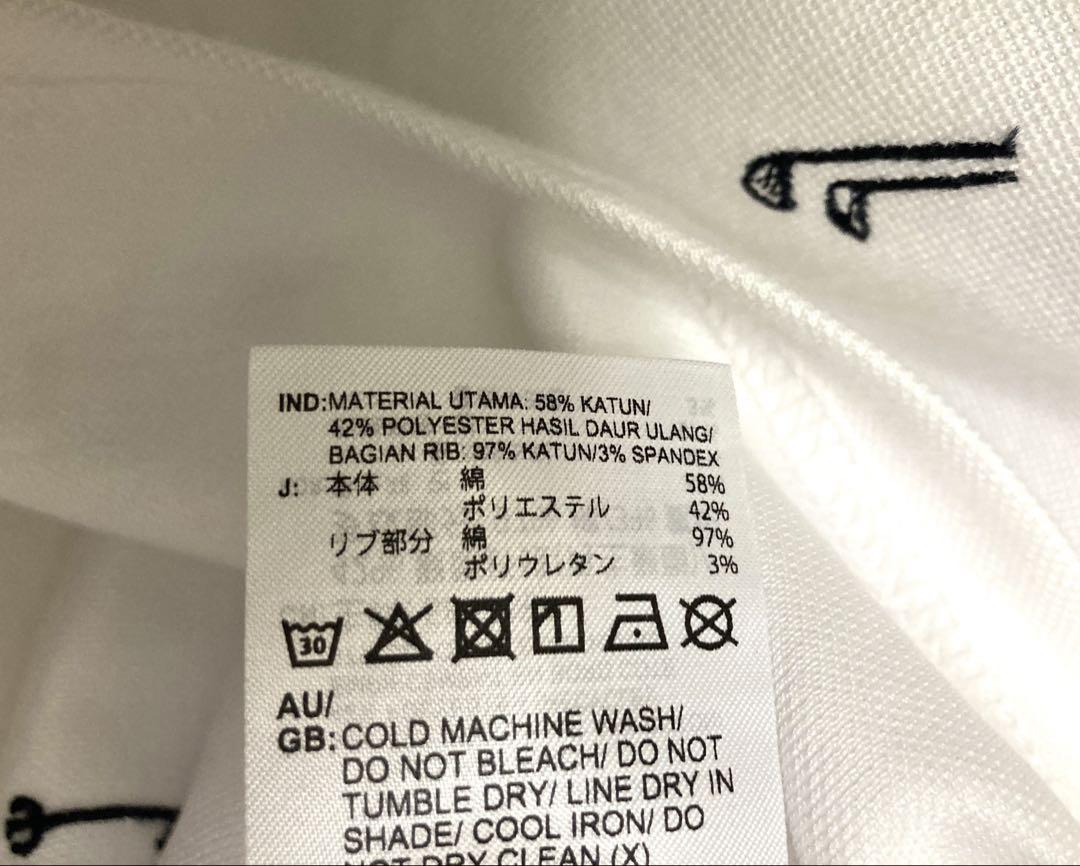 IND:MATERIAL UTAMA: 58% KATUN/
42% POLYESTER HASIL DAUR ULANG/
BAGIAN RIB: 97% KATUN/3% SPANDEX
J: 本体 綿 58%
ポリエステル 42%
リブ部分 綿 97%
ポリウレタン 3%
30
AU/
GB: COLD MACHINE WASH/
DO NOT BLEACH/ DO NOT
TUMBLE DRY/ LINE DRY IN
SHADE/ COOL IRON/ DO
NOT DRY CLEAN (X)